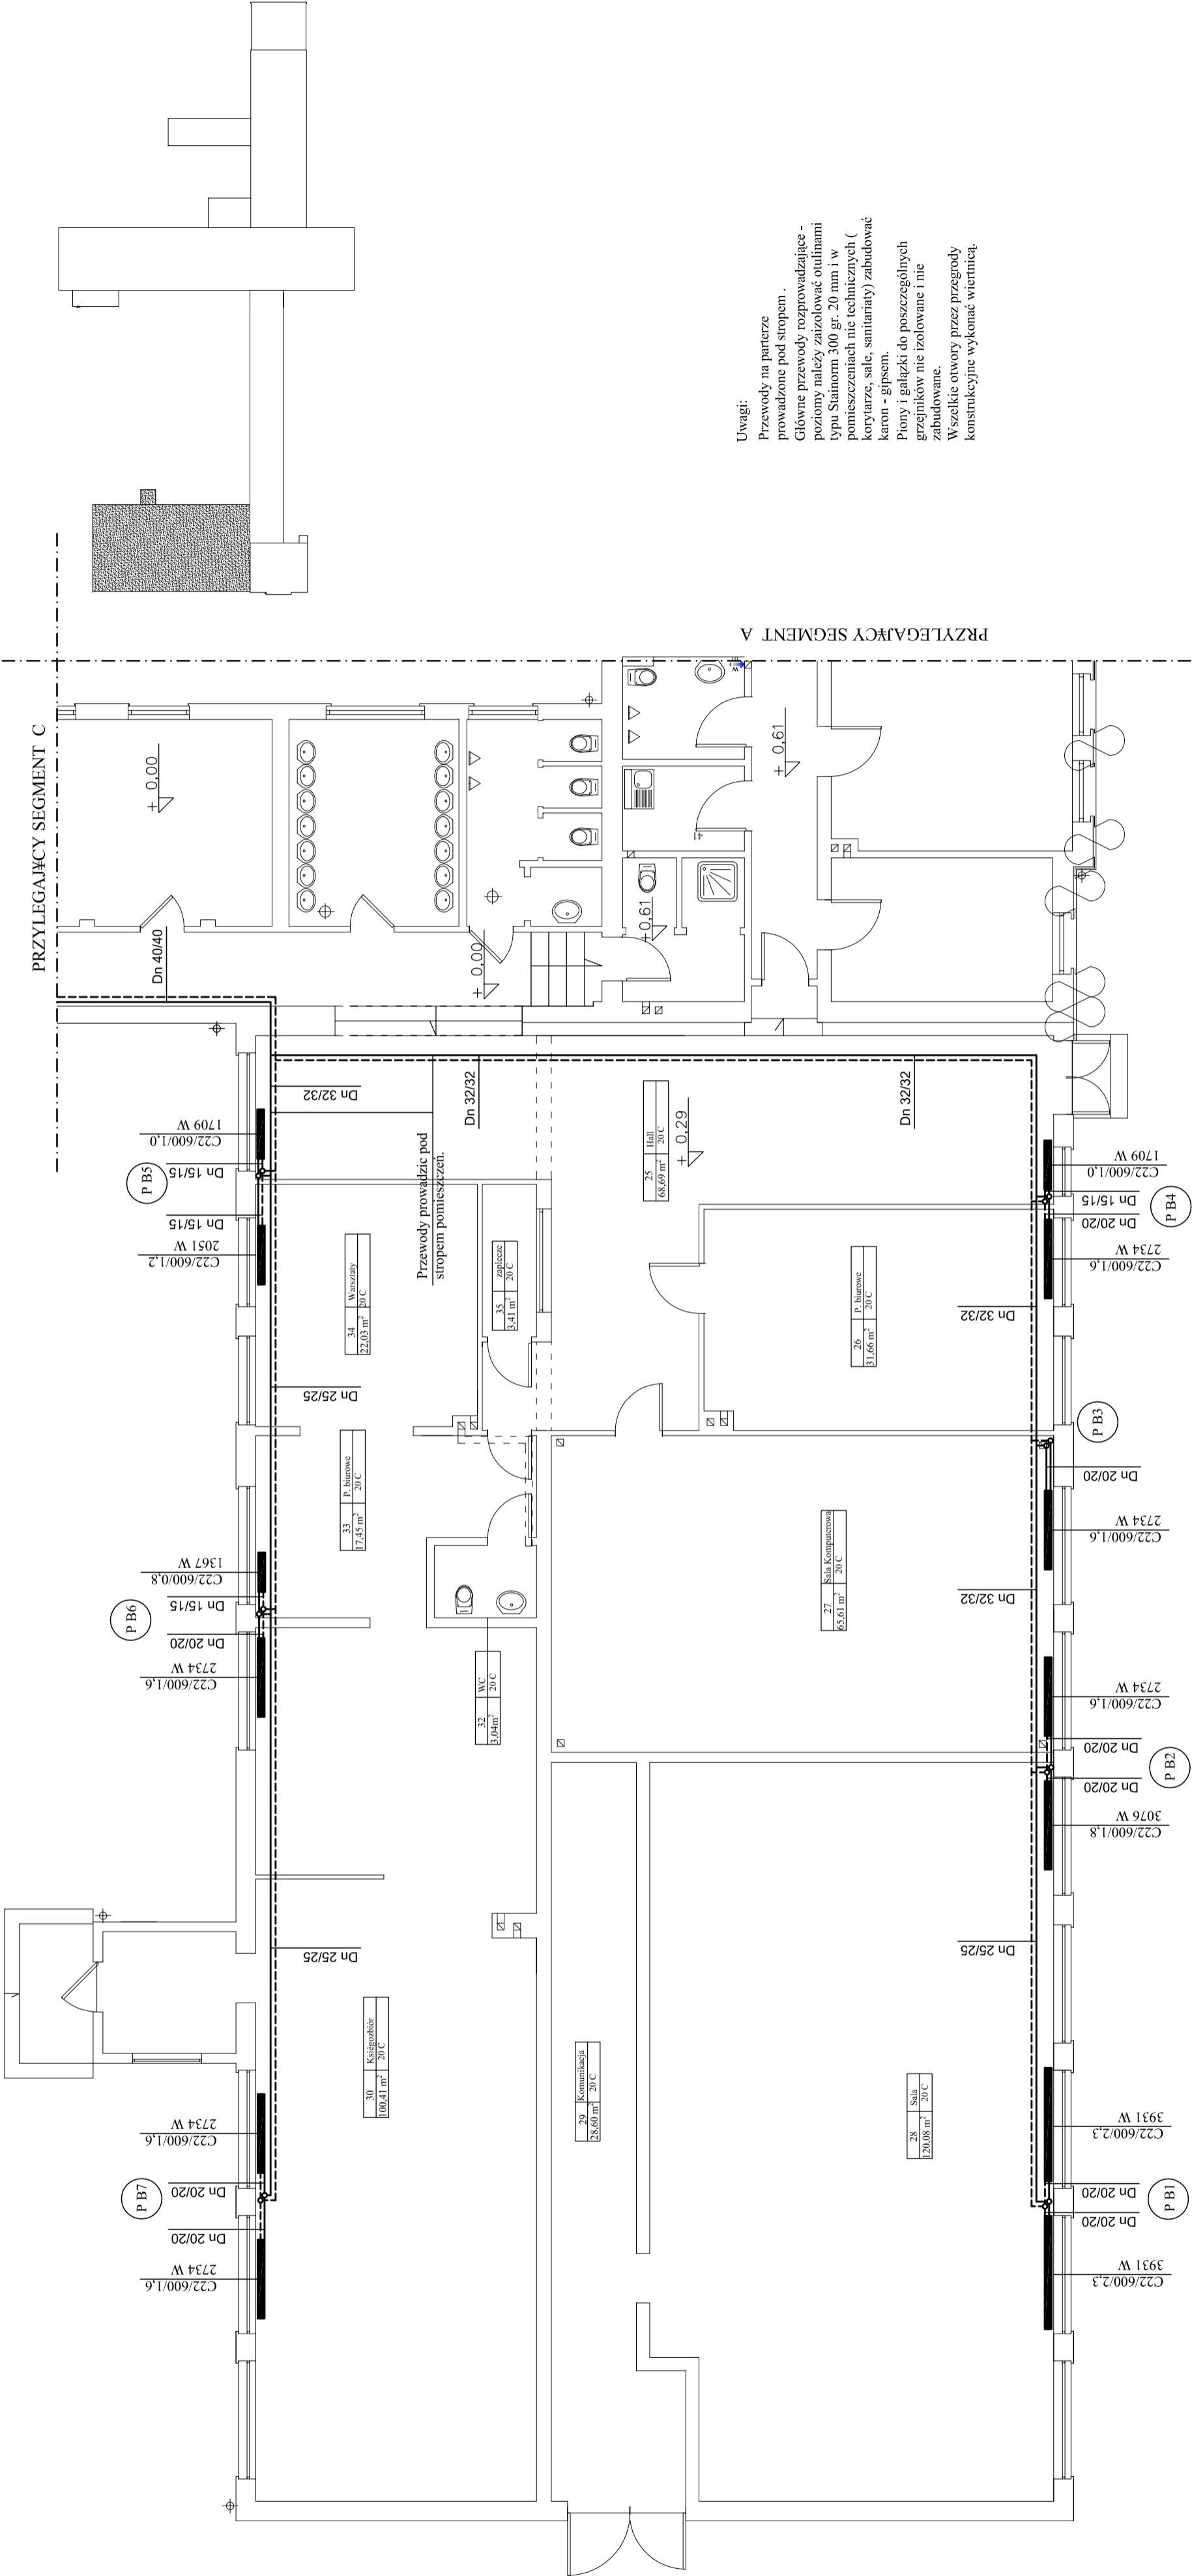 PRZYLEGAJ¥CY SEGMENT C
PRZYLEGAJ¥CY SEGMENT A
Uwagi:
Przewody na parterze
prowadzone pod stropem .
Główne przewody rozprowadzające -
poziomy należy zaizolować otulinami
typu Stainorm 300 gr. 20 mm i w
pomieszczeniach nie technicznych (
korytarze, sale, sanitariaty) zabudować
karon - gipsem.
Piony i gałązki do poszczególnych
grzejników nie izolowane i nie
zabudowane.
Wszelkie otwory przez przegrody
konstrukcyjne wykonać wiertnicą.
+ 0,00
Dn 40/40
+ 0,00
+0,61
+ 0,61
41
W
Dn 32/32
Przewody prowadzic pod
stropem pomieszczeń.
Dn 32/32
Dn 32/32
+ 0,29
25 Hall
68,69 m² 20 C
C22/600/1,0
1709 W
P B5
Dn 15/15
Dn 15/15
C22/600/1,2
2051 W
34 Warsztaty
22,03 m² 20 C
35 zaplecze
3,41 m² 20 C
26 P. biurowe
31,66 m² 20 C
C22/600/1,0
1709 W
Dn 15/15
P B4
Dn 20/20
C22/600/1,6
2734 W
Dn 32/32
Dn 25/25
33 P. biurowe
17,45 m² 20 C
P B3
Dn 20/20
C22/600/1,6
2734 W
C22/600/0,8
1367 W
Dn 15/15
P B6
Dn 20/20
C22/600/1,6
2734 W
27 Sala Komputerowa
65,61 m² 20 C
Dn 32/32
32 WC
3,04m² 20 C
C22/600/1,6
2734 W
Dn 20/20
P B2
Dn 20/20
C22/600/1,8
3076 W
Dn 25/25
Dn 25/25
30 Ksiêgozbiór
100,41 m² 20 C
29 Komunikacja
28,60 m² 20 C
28 Sala
120,08 m² 20 C
C22/600/1,6
2734 W
Dn 20/20
P B7
Dn 20/20
C22/600/1,6
2734 W
C22/600/2,3
3931 W
Dn 20/20
P B1
Dn 20/20
C22/600/2,3
3931 W